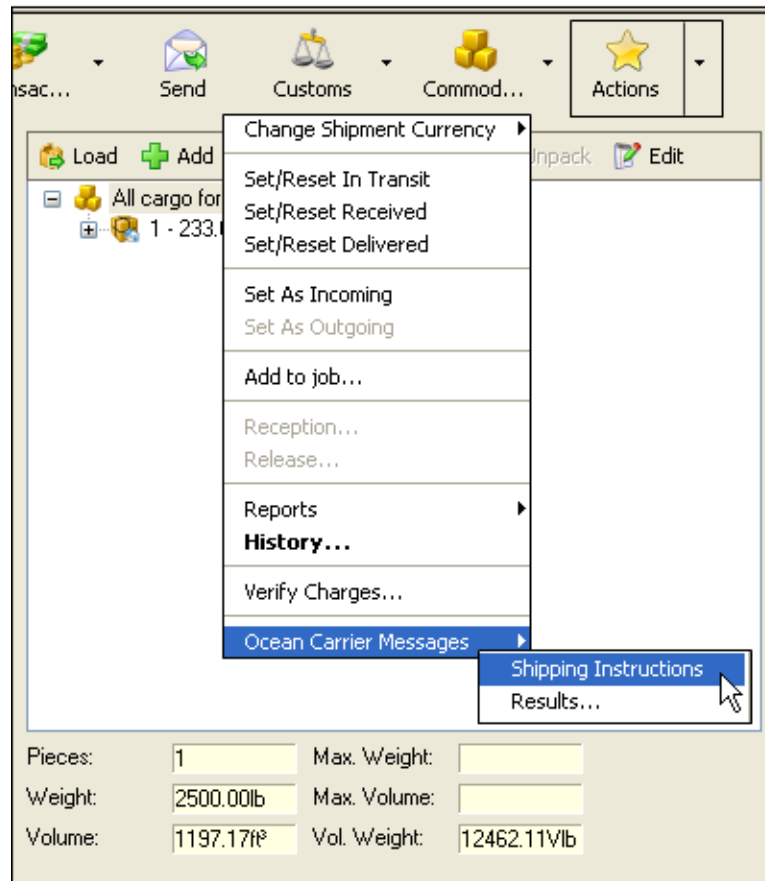 nsac... Send Customs Commod... Actions
Load Add Unpack Edit
All cargo for
1 - 233.
Change Shipment Currency
Set/Reset In Transit
Set/Reset Received
Set/Reset Delivered
Set As Incoming
Set As Outgoing
Add to job...
Reception...
Release...
Reports
History...
Verify Charges...
Ocean Carrier Messages
Shipping Instructions
Results...
Pieces: 1 Max. Weight:
Weight: 2500.00lb Max. Volume:
Volume: 1197.17ft³ Vol. Weight: 12462.11Vlb